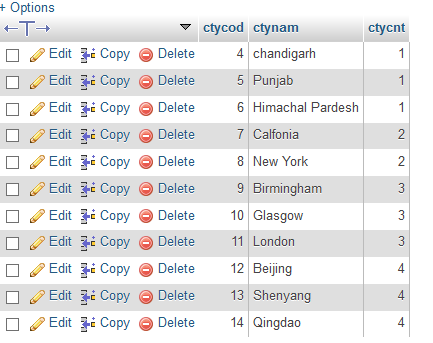 + Options
←T→ ctycod ctynam ctycnt
Edit Copy Delete 4 chandigarh 1
Edit Copy Delete 5 Punjab 1
Edit Copy Delete 6 Himachal Pardesh 1
Edit Copy Delete 7 Calfonia 2
Edit Copy Delete 8 New York 2
Edit Copy Delete 9 Birmingham 3
Edit Copy Delete 10 Glasgow 3
Edit Copy Delete 11 London 3
Edit Copy Delete 12 Beijing 4
Edit Copy Delete 13 Shenyang 4
Edit Copy Delete 14 Qingdao 4